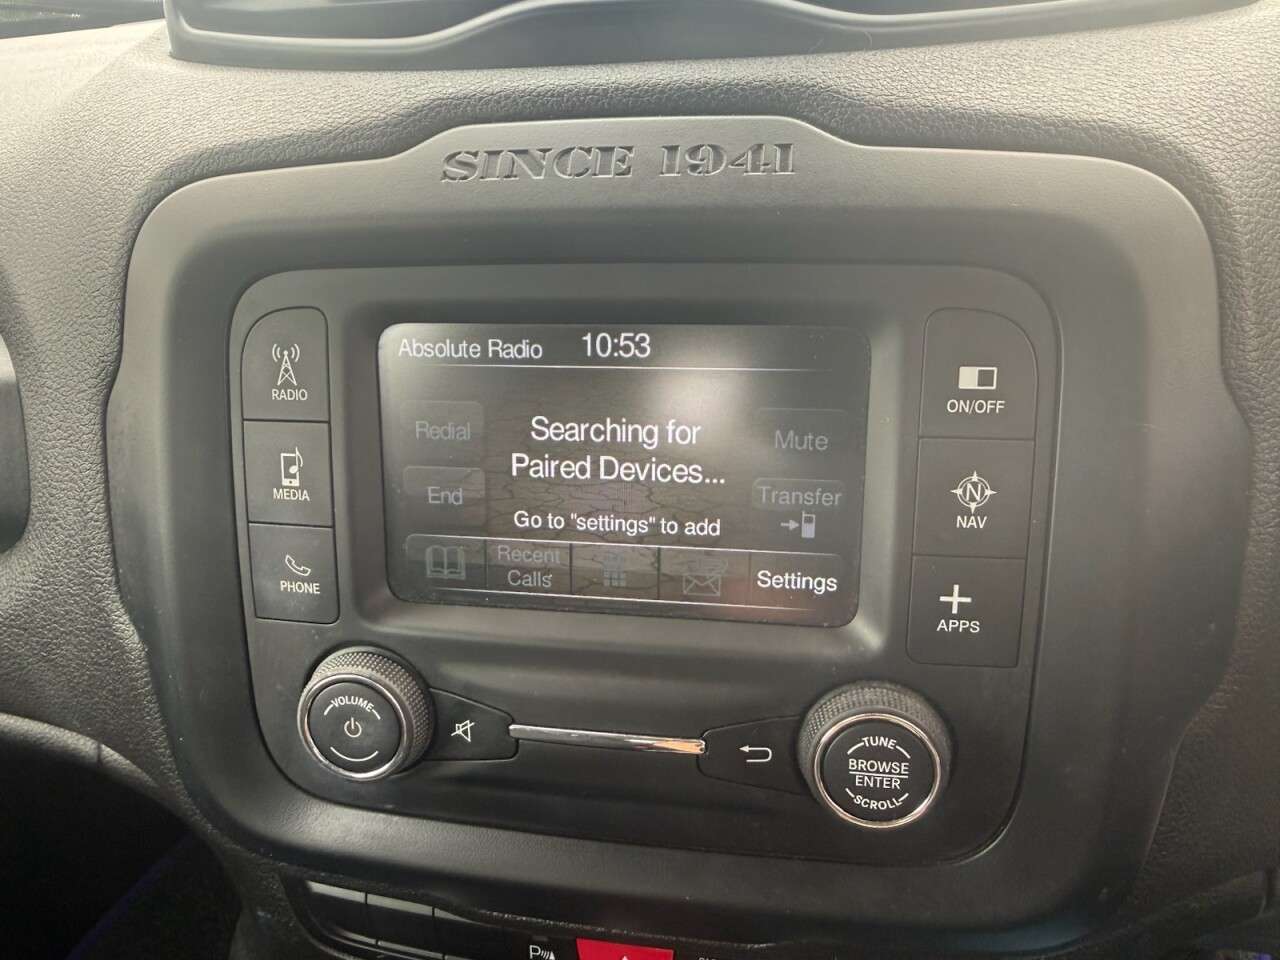 SINCE 1941
Absolute Radio 10:53
RADIO
MEDIA
PHONE
Redial
End
Searching for
Paired Devices...
Go to "settings" to add
Mute
Transfer
Recent
Calls
Settings
ON/OFF
N
NAV
APPS
VOLUME
TUNE
BROWSE
ENTER
SCROLL
P